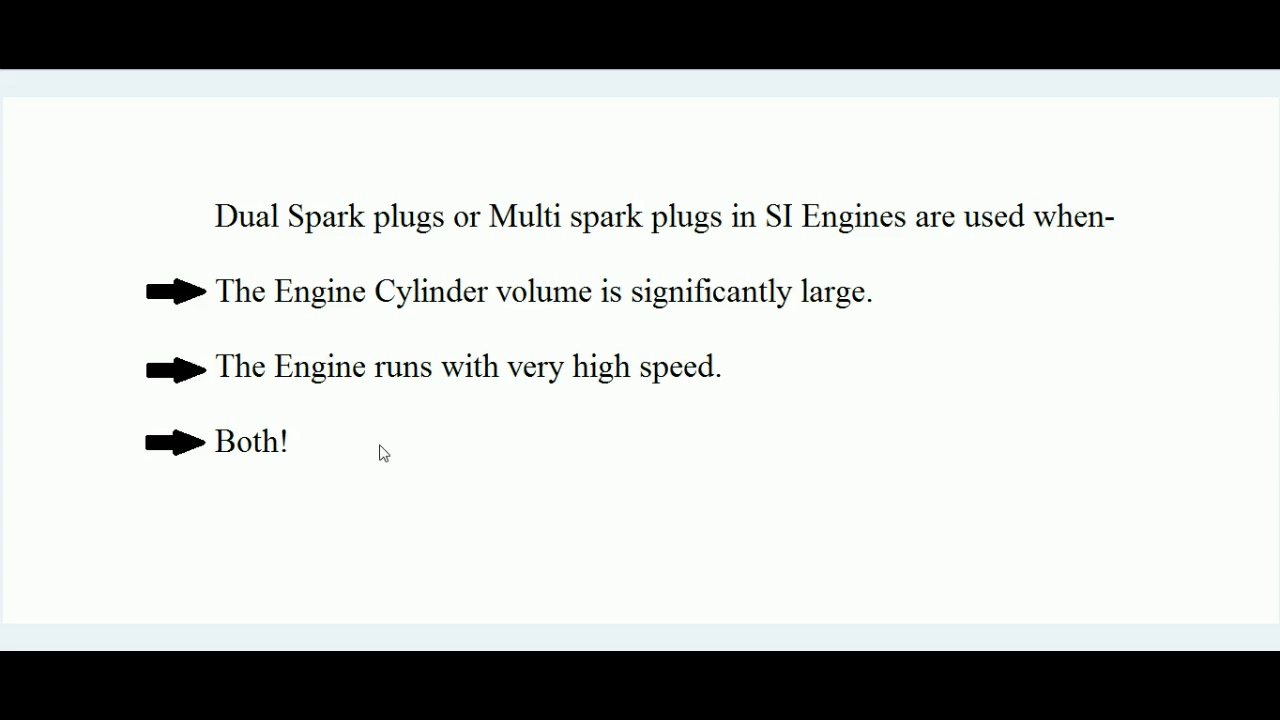 Dual Spark plugs or Multi spark plugs in SI Engines are used when-
The Engine Cylinder volume is significantly large.
The Engine runs with very high speed.
Both!